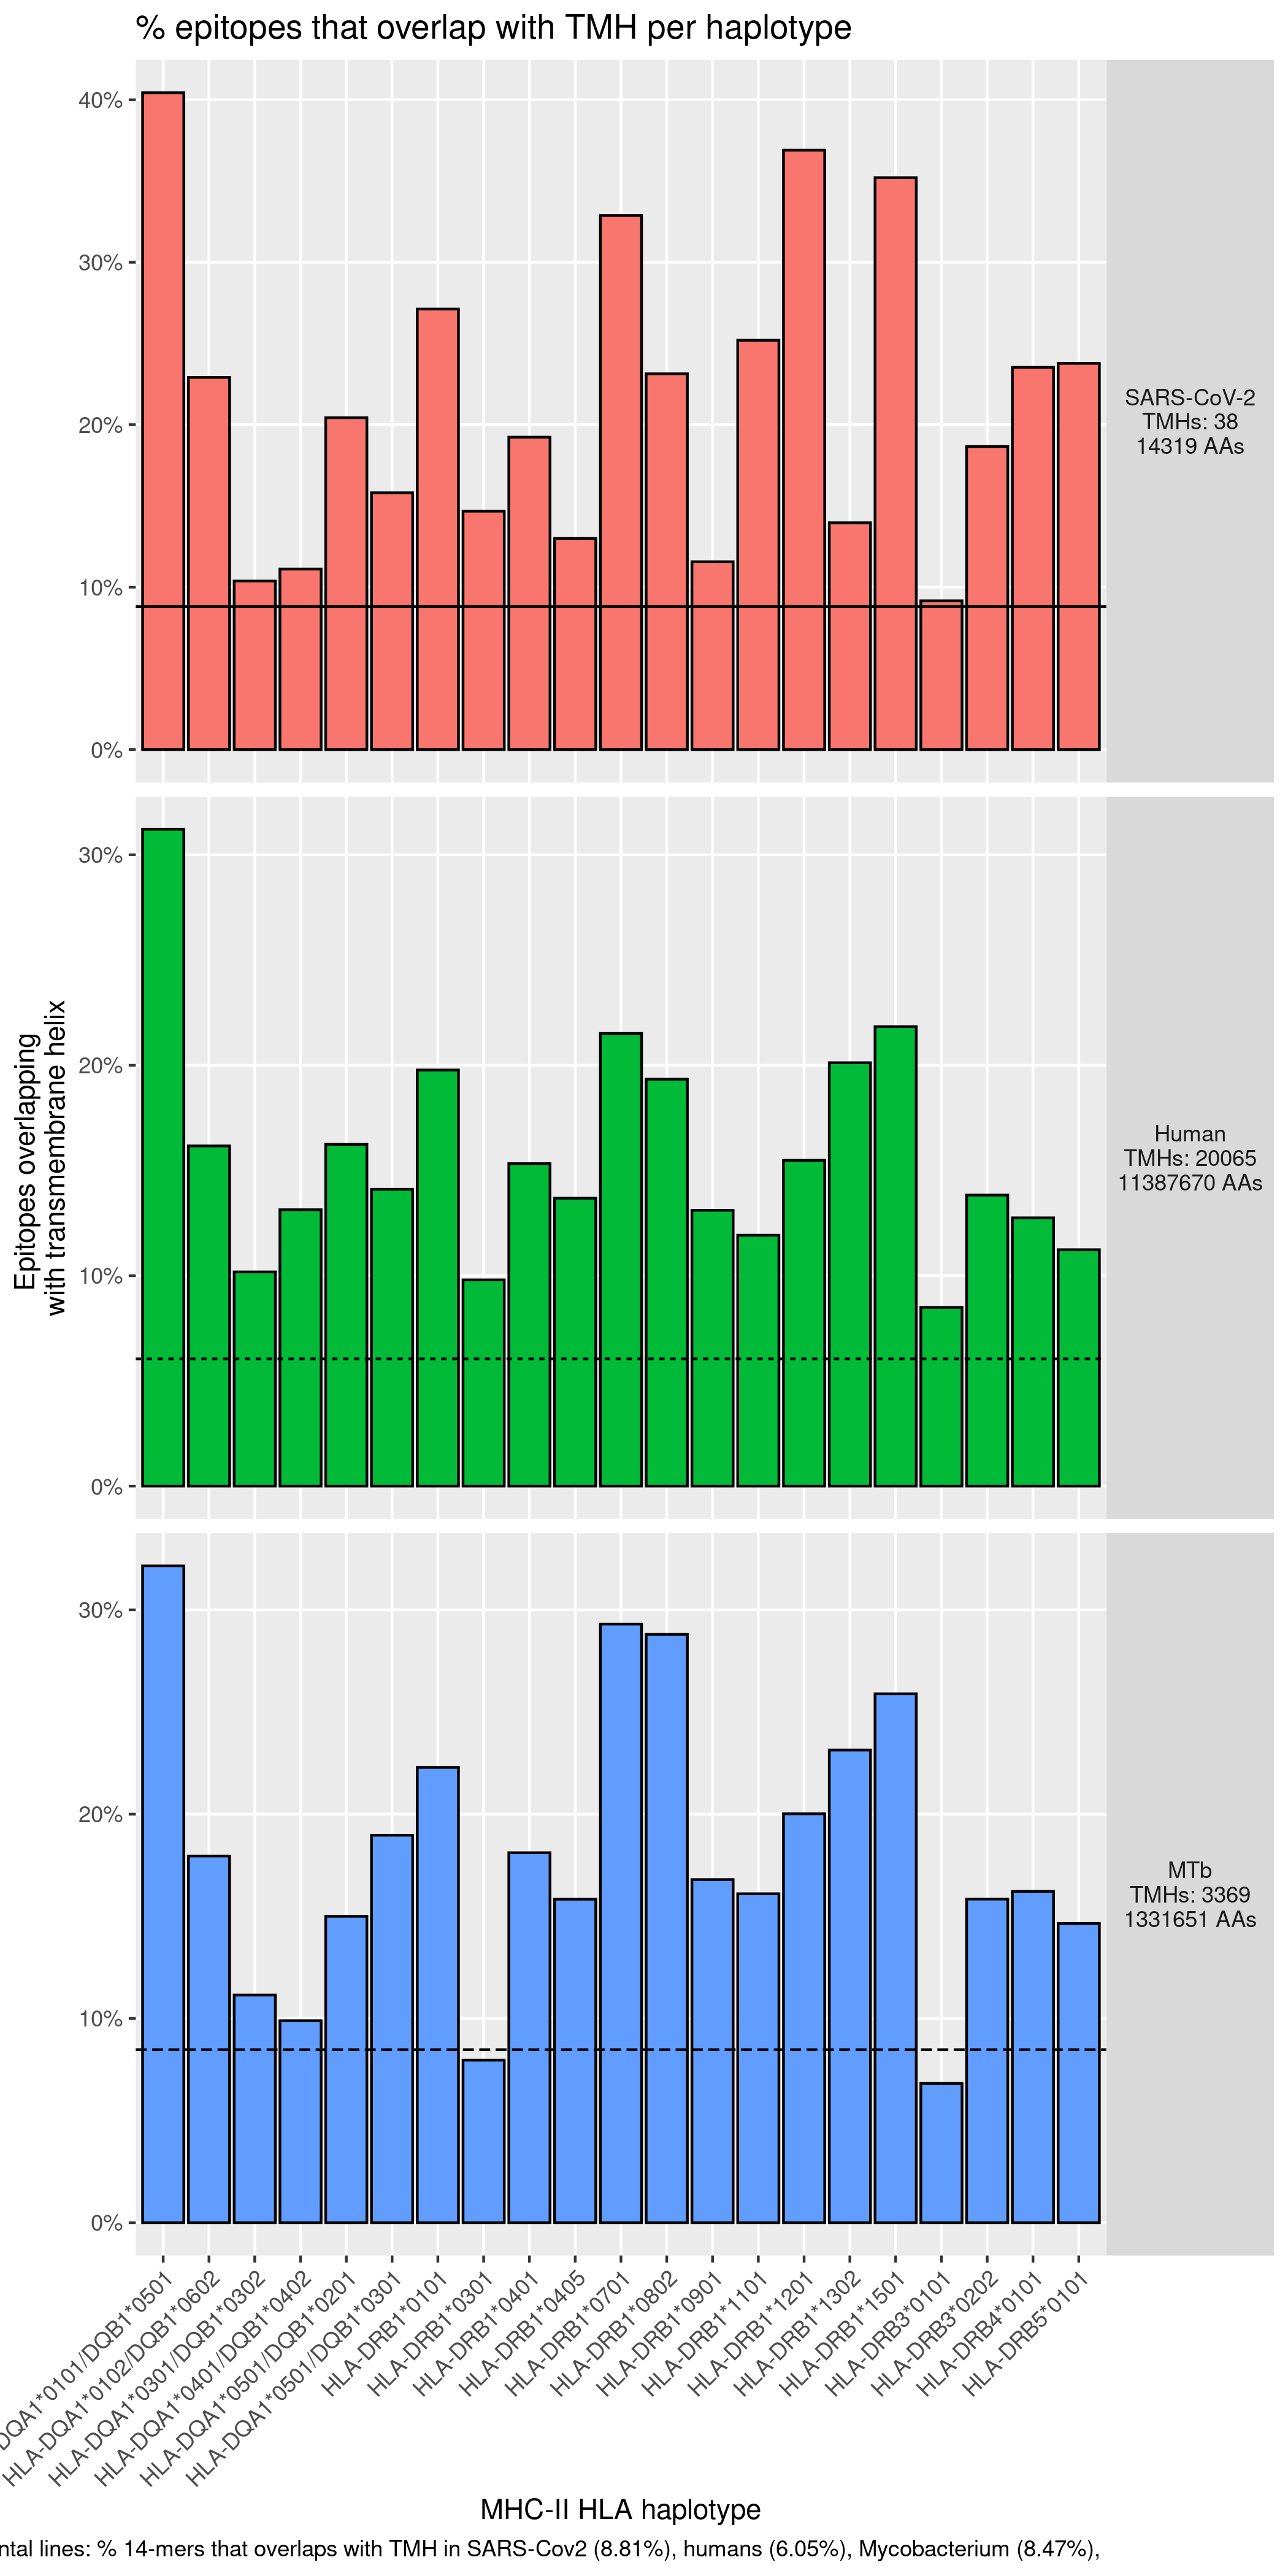 % epitopes that overlap with TMH per haplotype
40%
30%
20%
10%
0%
SARS-CoV-2
TMHs: 38
14319 AAs
Epitopes overlapping
with transmembrane helix
30%
20%
10%
0%
Human
TMHs: 20065
11387670 AAs
30%
20%
10%
0%
MTb
TMHs: 3369
1331651 AAs
DQA1*0101/DQB1*0501
HLA-DQA1*0102/DQB1*0602
HLA-DQA1*0301/DQB1*0302
HLA-DQA1*0401/DQB1*0402
HLA-DQA1*0501/DQB1*0201
HLA-DQA1*0501/DQB1*0301
HLA-DRB1*0101
HLA-DRB1*0301
HLA-DRB1*0401
HLA-DRB1*0405
HLA-DRB1*0701
HLA-DRB1*0802
HLA-DRB1*0901
HLA-DRB1*1101
HLA-DRB1*1201
HLA-DRB1*1302
HLA-DRB1*1501
HLA-DRB3*0101
HLA-DRB3*0202
HLA-DRB4*0101
HLA-DRB5*0101
MHC-II HLA haplotype
ntal lines: % 14-mers that overlaps with TMH in SARS-Cov2 (8.81%), humans (6.05%), Mycobacterium (8.47%),